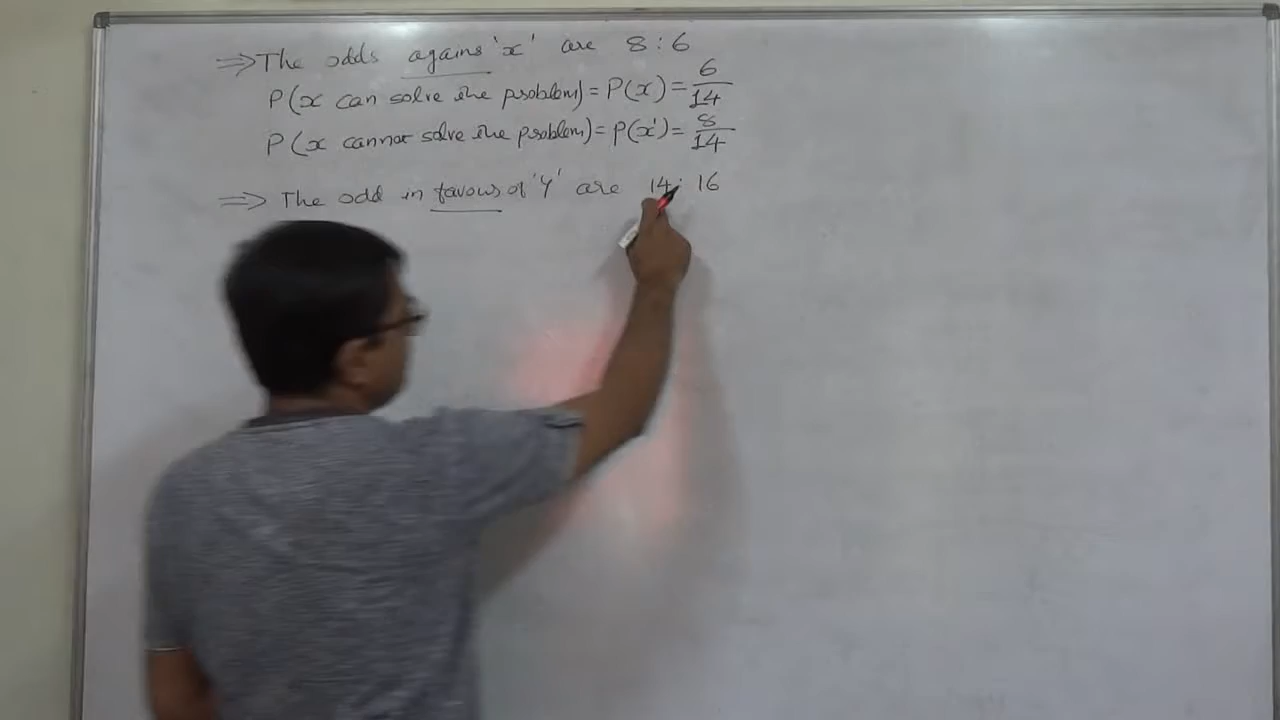 ⇒ The odds agains 'x' are 8 : 6
P(x can solve the problem) = P(x) = 6/14
P(x cannot solve the problem) = P(x') = 8/14
⇒ The odd in favour of 'Y' are 14 : 16